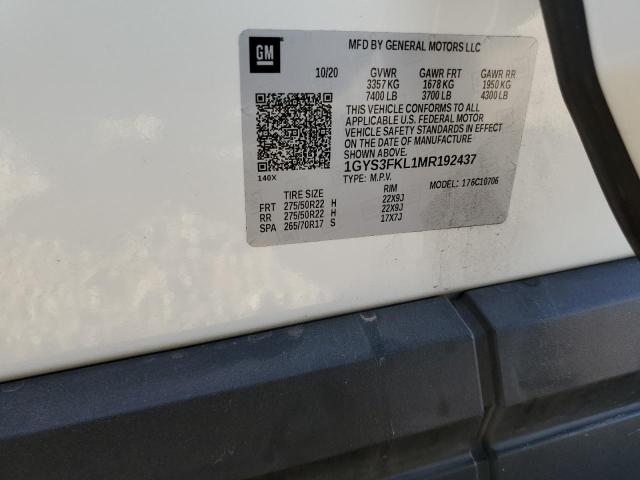 GM
MFD BY GENERAL MOTORS LLC
10/20 GVWR GAWR FRT GAWR RR
3357 KG 1678 KG 1950 KG
7400 LB 3700 LB 4300 LB
THIS VEHICLE CONFORMS TO ALL
APPLICABLE U.S. FEDERAL MOTOR
VEHICLE SAFETY STANDARDS IN EFFECT
ON THE DATE OF MANUFACTURE
SHOWN ABOVE.
1GYS3FKL1MR192437
140X
TYPE: M.P.V. MODEL: 176C10706
TIRE SIZE RIM
FRT 275/50R22 H 22X9J
RR 275/50R22 H 22X9J
SPA 265/70R17 S 17X7J